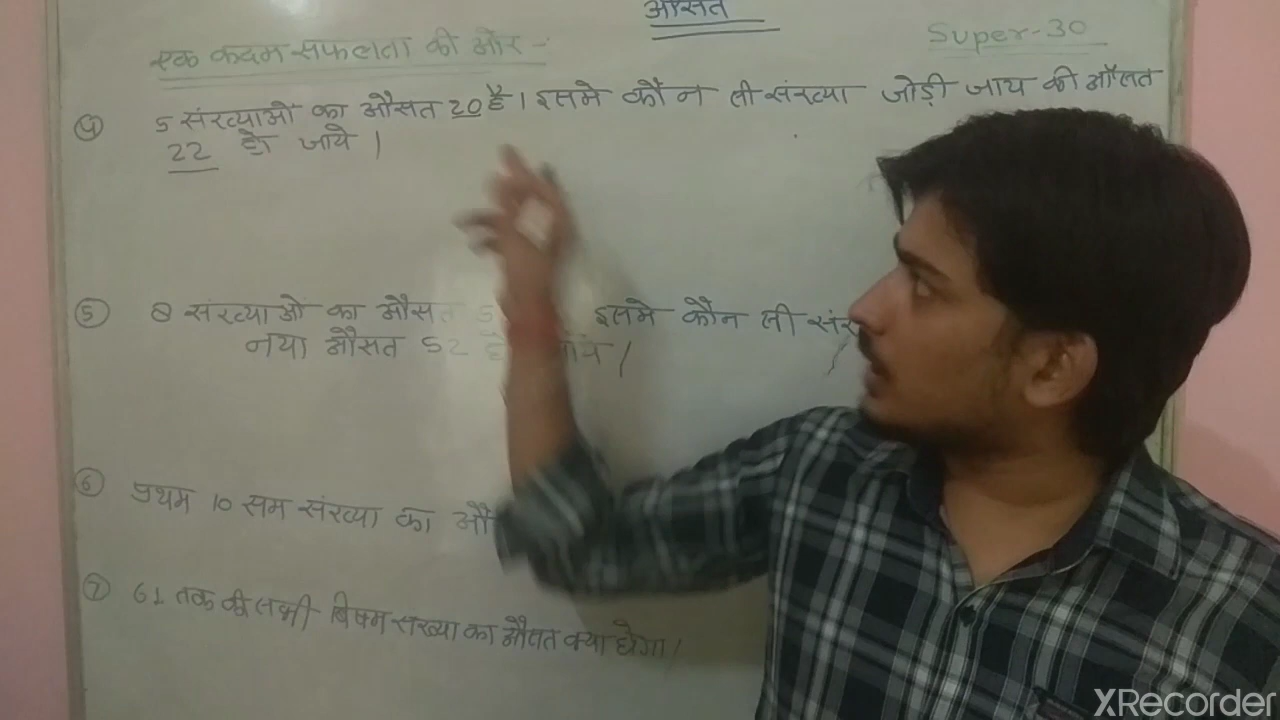 औसत
Super-30
एक कदम सफलता की ओर -
④ 5 संख्याओ का औसत 20 है। इसमे कौन सी संख्या जोड़ी जाय की औसत
22 हो जाये।
⑤ 8 संख्याओ का औसत इसमे कौन सी
नया औसत 52
⑥ प्रथम 10 सम संख्या का
⑦ 61 तक की सभी बिषम संख्या का औसत क्या होगा।
XRecorder